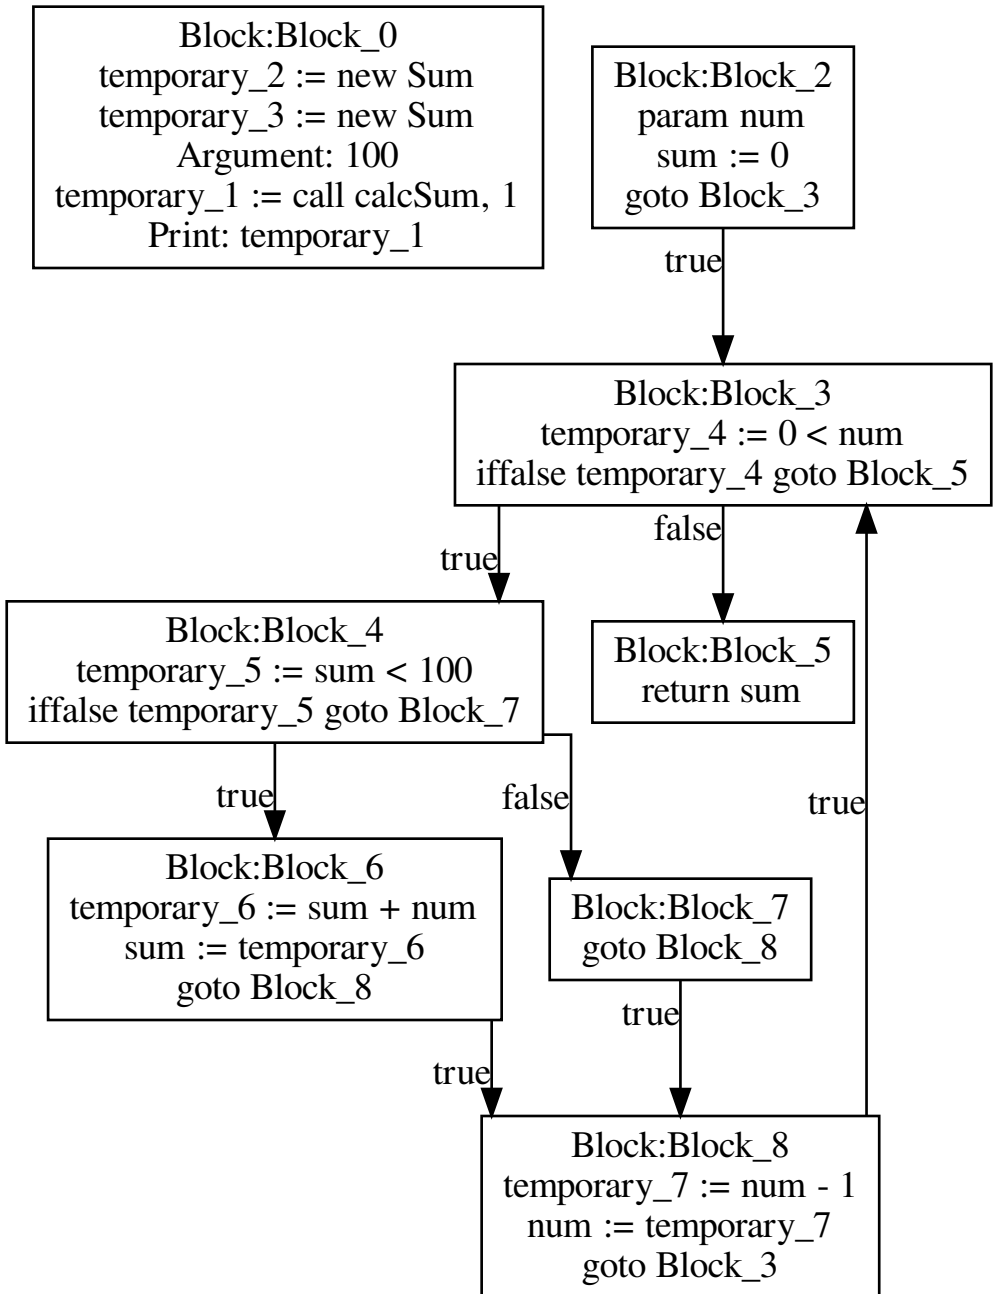 Block:Block_0
temporary_2 := new Sum
temporary_3 := new Sum
Argument: 100
temporary_1 := call calcSum, 1
Print: temporary_1
Block:Block_2
param num
sum := 0
goto Block_3
true
Block:Block_3
temporary_4 := 0 < num
iffalse temporary_4 goto Block_5
true
false
Block:Block_4
temporary_5 := sum < 100
iffalse temporary_5 goto Block_7
Block:Block_5
return sum
true
false
true
Block:Block_6
temporary_6 := sum + num
sum := temporary_6
goto Block_8
Block:Block_7
goto Block_8
true
true
Block:Block_8
temporary_7 := num - 1
num := temporary_7
goto Block_3